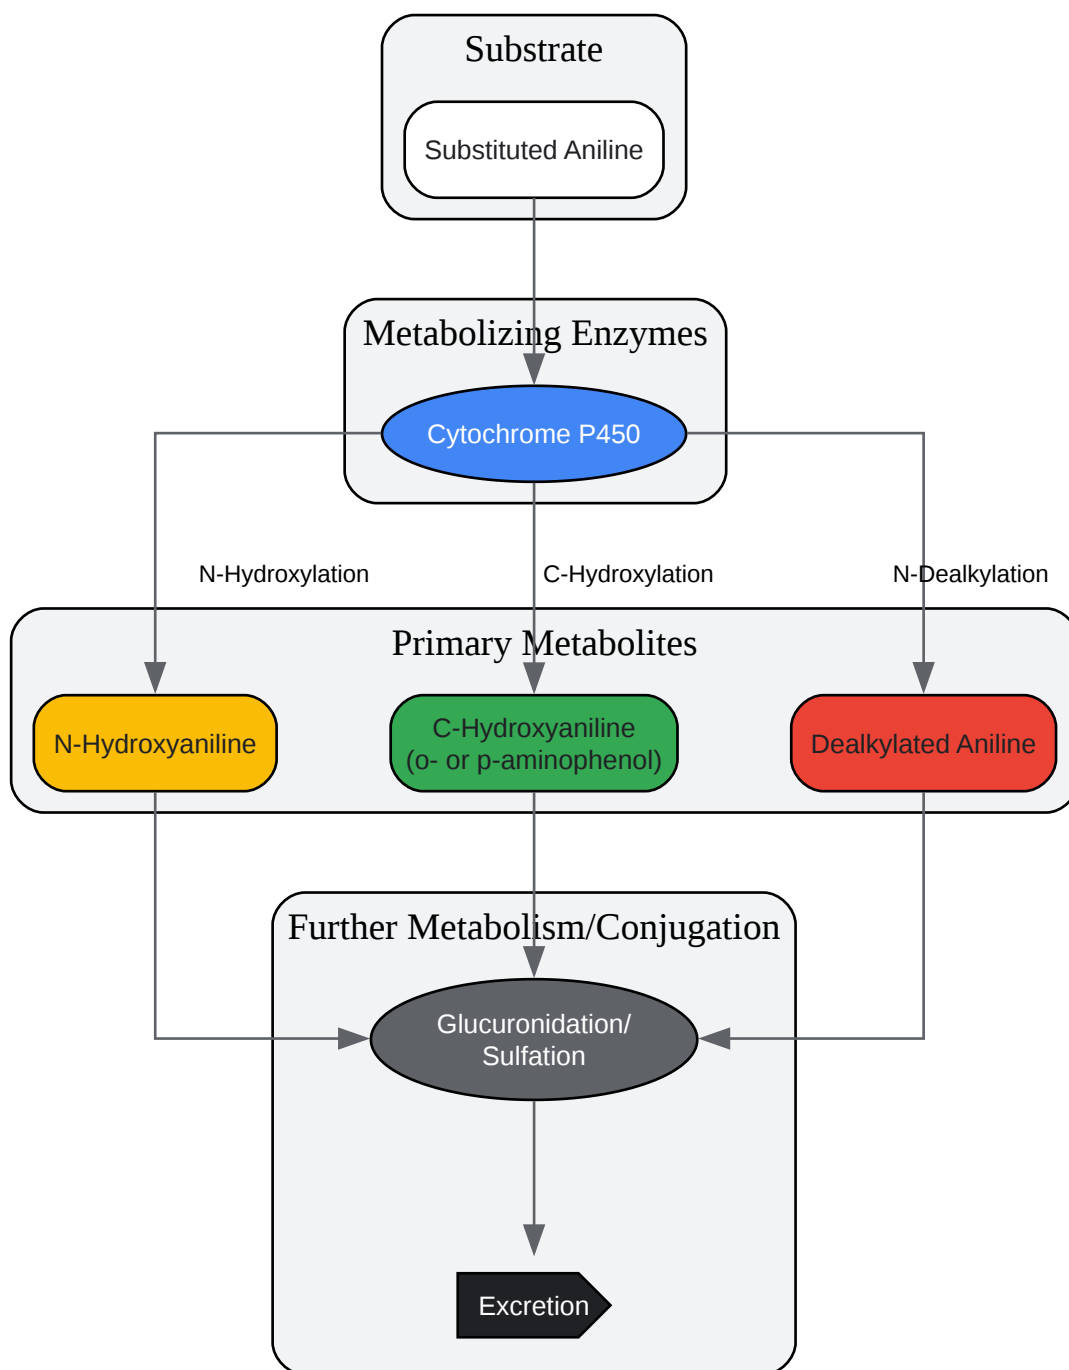 Substrate
Substituted Aniline
Metabolizing Enzymes
Cytochrome P450
N-Hydroxylation
C-Hydroxylation
N-Dealkylation
Primary Metabolites
N-Hydroxyaniline
C-Hydroxyaniline
(o- or p-aminophenol)
Dealkylated Aniline
Further Metabolism/Conjugation
Glucuronidation/
Sulfation
Excretion